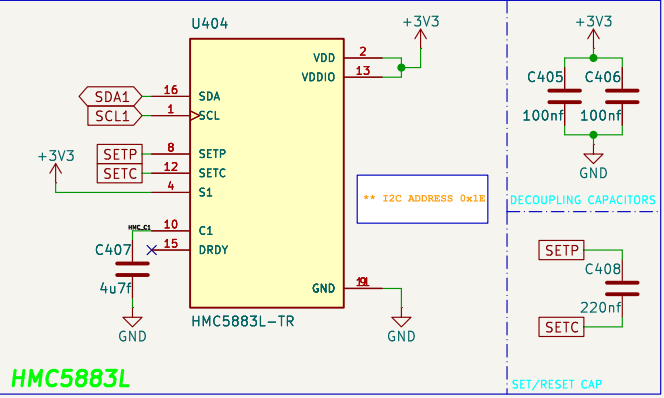 U404
+3V3
+3V3
VDD 2
VDDIO 13
C405
C406
SDA1 16 SDA
100nf
100nf
SCL1 1 SCL
SETP 8 SETP
+3V3
SETC 12 SETC
GND
4 S1
** I2C ADDRESS 0x1E
DECOUPLING CAPACITORS
HMC_C1 10 C1
C407 15 DRDY
SETP
C408
4u7f
GND
220nf
HMC5883L-TR
SETC
GND
GND
HMC5883L
SET/RESET CAP